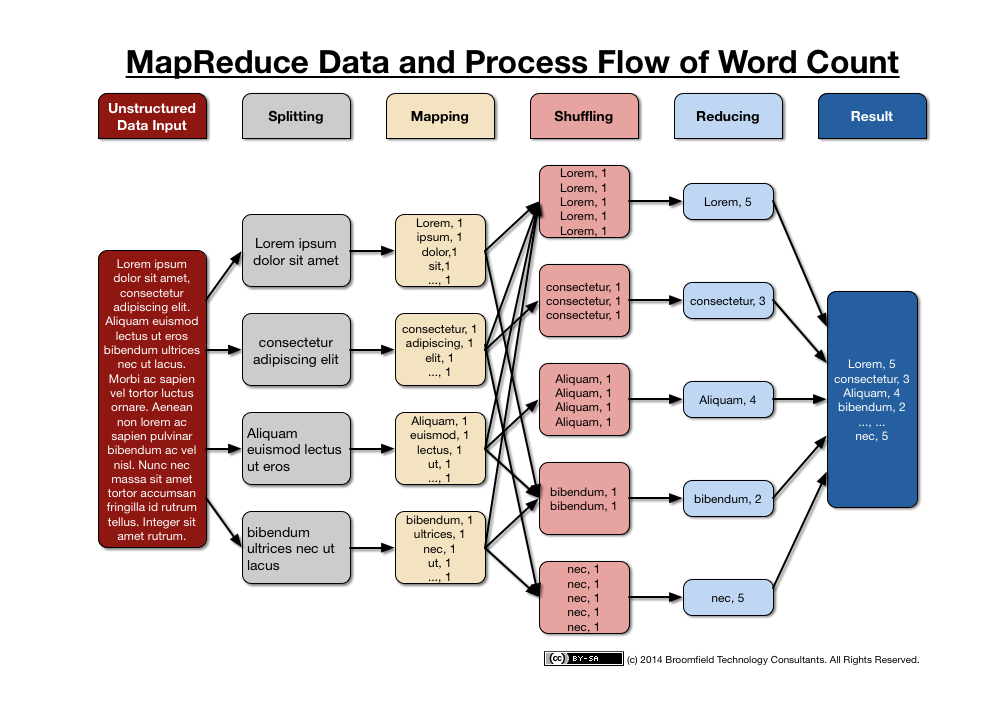 MapReduce Data and Process Flow of Word Count
Unstructured
Data Input
Splitting
Mapping
Shuffling
Reducing
Result
Lorem ipsum
dolor sit amet,
consectetur
adipiscing elit.
Aliquam euismod
lectus ut eros
bibendum ultrices
nec ut lacus.
Morbi ac sapien
vel tortor luctus
ornare. Aenean
non lorem ac
sapien pulvinar
bibendum ac vel
nisl. Nunc nec
massa sit amet
tortor accumsan
fringilla id rutrum
tellus. Integer sit
amet rutrum.
Lorem ipsum
dolor sit amet
consectetur
adipiscing elit
Aliquam
euismod lectus
ut eros
bibendum
ultrices nec ut
lacus
Lorem, 1
ipsum, 1
dolor,1
sit,1
..., 1
consectetur, 1
adipiscing, 1
elit, 1
..., 1
Aliquam, 1
euismod, 1
lectus, 1
ut, 1
..., 1
bibendum, 1
ultrices, 1
nec, 1
ut, 1
..., 1
Lorem, 1
Lorem, 1
Lorem, 1
Lorem, 1
Lorem, 1
consectetur, 1
consectetur, 1
consectetur, 1
Aliquam, 1
Aliquam, 1
Aliquam, 1
Aliquam, 1
bibendum, 1
bibendum, 1
nec, 1
nec, 1
nec, 1
nec, 1
nec, 1
Lorem, 5
consectetur, 3
Aliquam, 4
bibendum, 2
nec, 5
Lorem, 5
consectetur, 3
Aliquam, 4
bibendum, 2
..., ...
nec, 5
cc BY-SA (c) 2014 Broomfield Technology Consultants. All Rights Reserved.